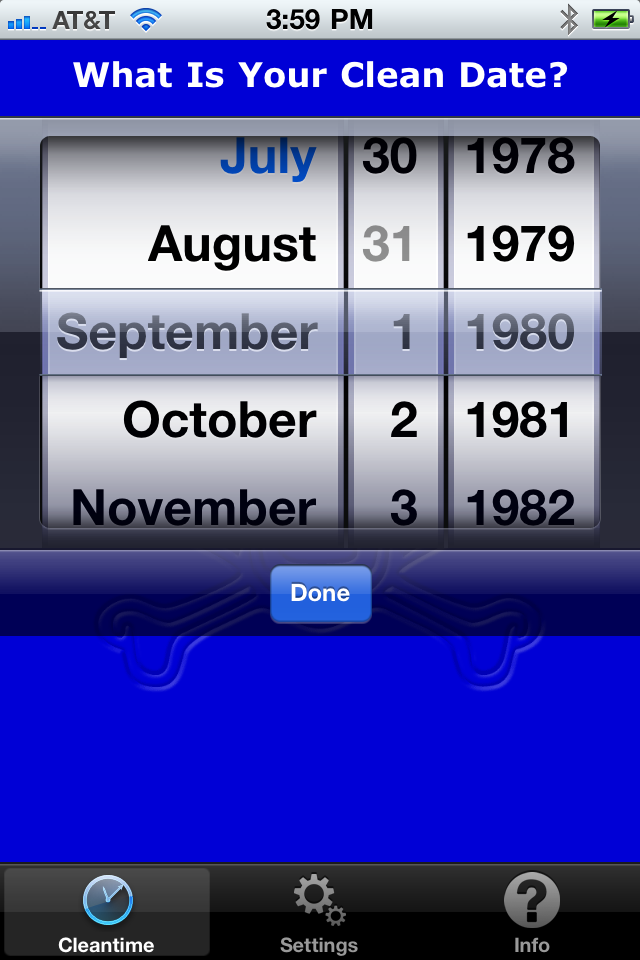 AT&T 3:59 PM
What Is Your Clean Date?
July 30 1978
August 31 1979
September 1 1980
October 2 1981
November 3 1982
Done
Cleantime Settings Info